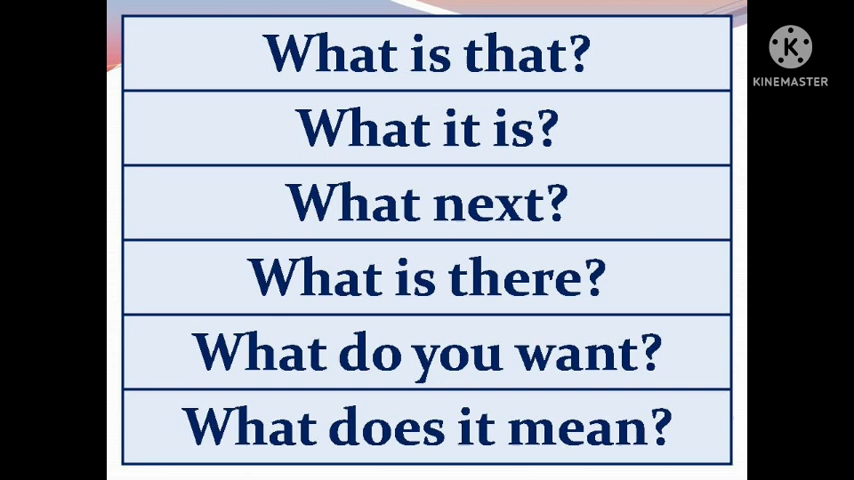 What is that?
What it is?
What next?
What is there?
What do you want?
What does it mean?
K
KINEMASTER